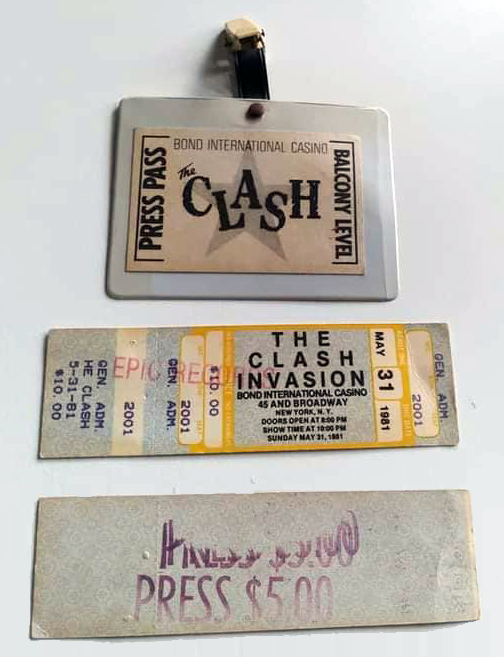 BOND INTERNATIONAL CASINO
PRESS PASS
The
CLASH
BALCONY LEVEL
GEN. ADM.
HE CLASH
5-31-81
$10.00
2001
EPIC RECORDS
GEN. ADM.
2001
$10.00
THE
CLASH
INVASION
BOND INTERNATIONAL CASINO
45 AND BROADWAY
NEW YORK, N.Y.
DOORS OPEN AT 8:00 PM
SHOW TIME AT 10:00 PM
SUNDAY MAY 31, 1981
MAY
31
1981
GEN. ADM.
2001
PRESS $5.00
PRESS $5.00